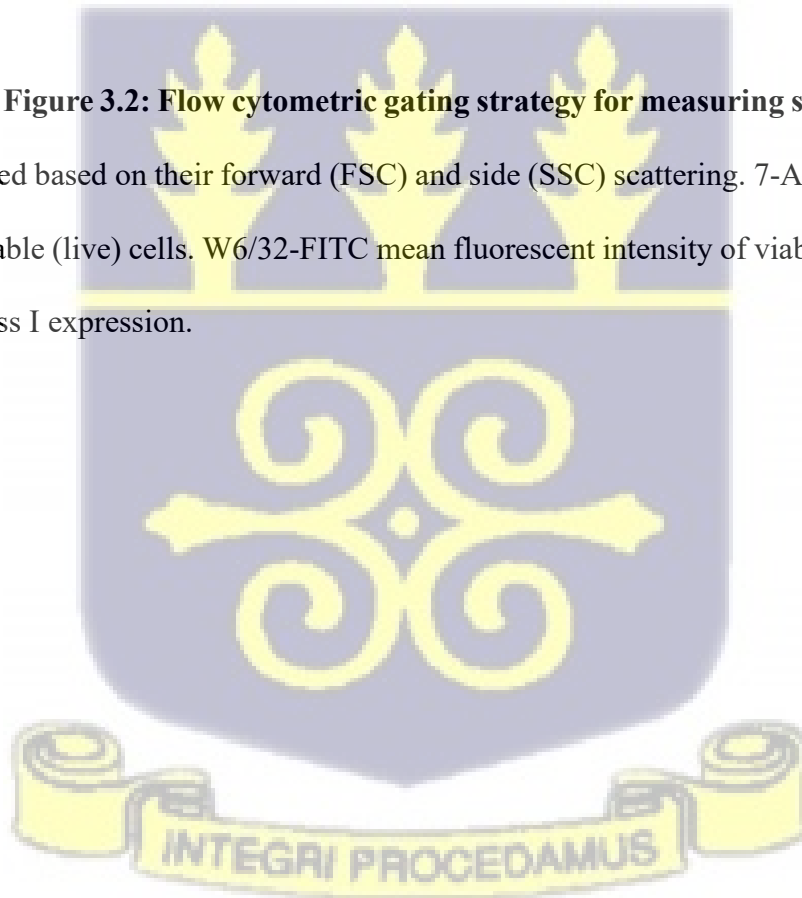 Figure 3.2: Flow cytometric gating strategy for measuring s
ed based on their forward (FSC) and side (SSC) scattering. 7-A
able (live) cells. W6/32-FITC mean fluorescent intensity of viab
ss I expression.
INTEGRI PROCEDAMUS